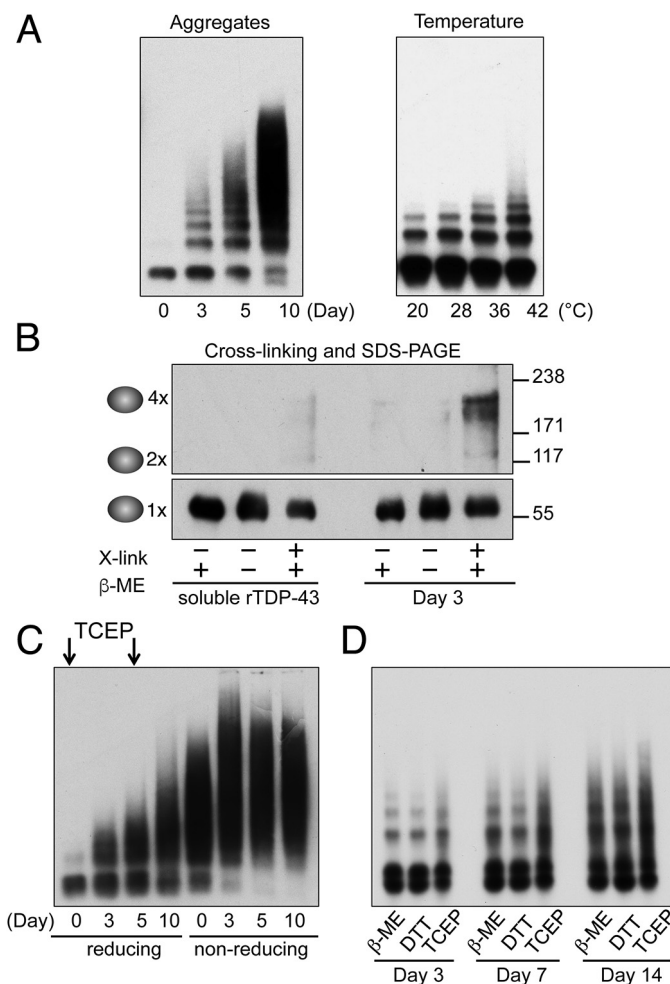 A
Aggregates
Temperature
0 3 5 10 (Day)
20 28 36 42 (°C)
B
Cross-linking and SDS-PAGE
4x
2x
1x
238
171
117
55
X-link − − + − − +
β-ME + − + + − +
soluble rTDP-43
Day 3
C
TCEP
(Day) 0 3 5 10 0 3 5 10
reducing
non-reducing
D
β-ME DTT TCEP β-ME DTT TCEP β-ME DTT TCEP
Day 3
Day 7
Day 14